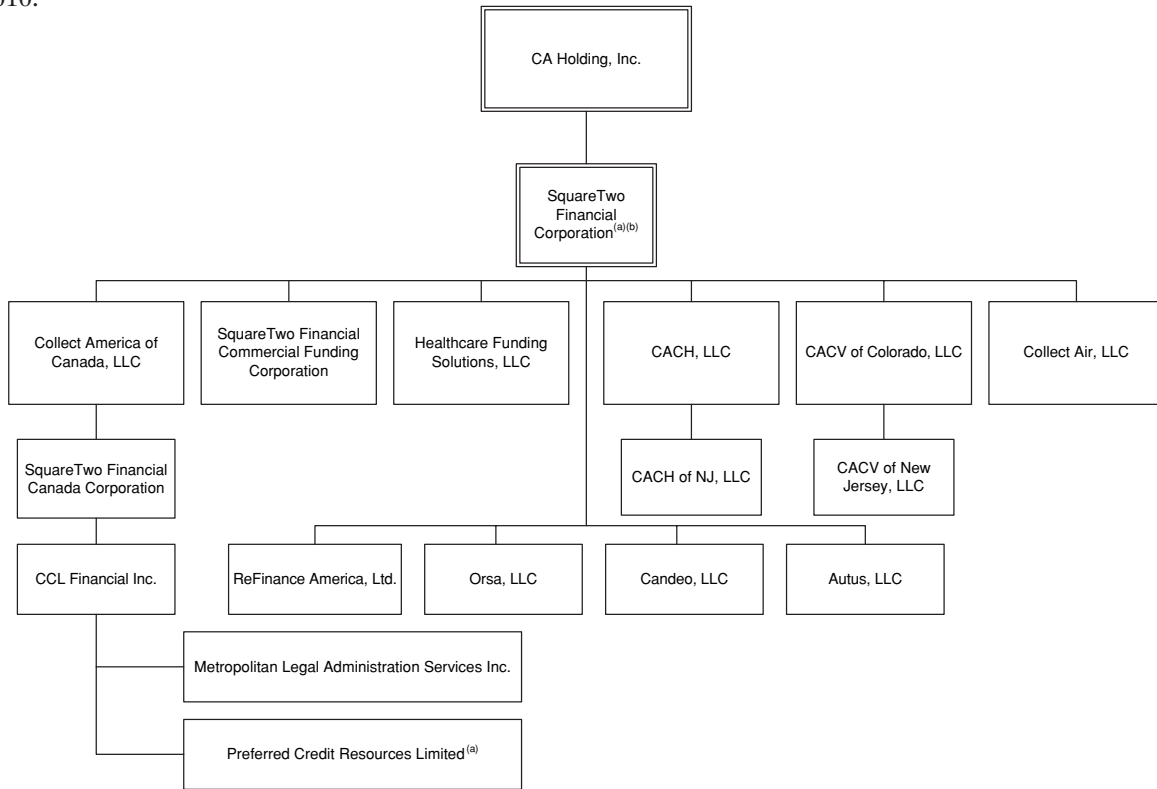 CA Holding, Inc.
SquareTwo
Financial
Corporation(a)(b)
Collect America of
Canada, LLC
SquareTwo Financial
Commercial Funding
Corporation
Healthcare Funding
Solutions, LLC
CACH, LLC
CACV of Colorado, LLC
Collect Air, LLC
SquareTwo Financial
Canada Corporation
CACH of NJ, LLC
CACV of New
Jersey, LLC
CCL Financial Inc.
ReFinance America, Ltd.
Orsa, LLC
Candeo, LLC
Autus, LLC
Metropolitan Legal Administration Services Inc.
Preferred Credit Resources Limited(a)